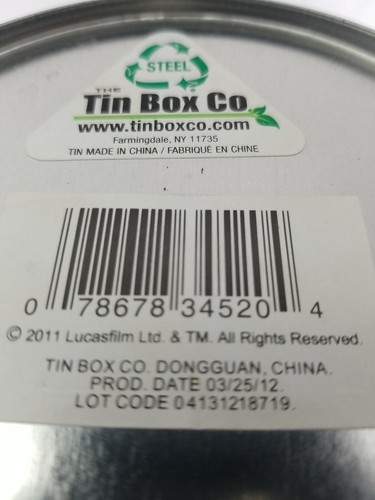 STEEL
THE
Tin Box Co.
www.tinboxco.com
Farmingdale, NY 11735
TIN MADE IN CHINA / FABRIQUÉ EN CHINE
0 78678 34520 4
© 2011 Lucasfilm Ltd. & TM. All Rights Reserved.
TIN BOX CO. DONGGUAN, CHINA.
PROD. DATE 03/25/12.
LOT CODE 04131218719.